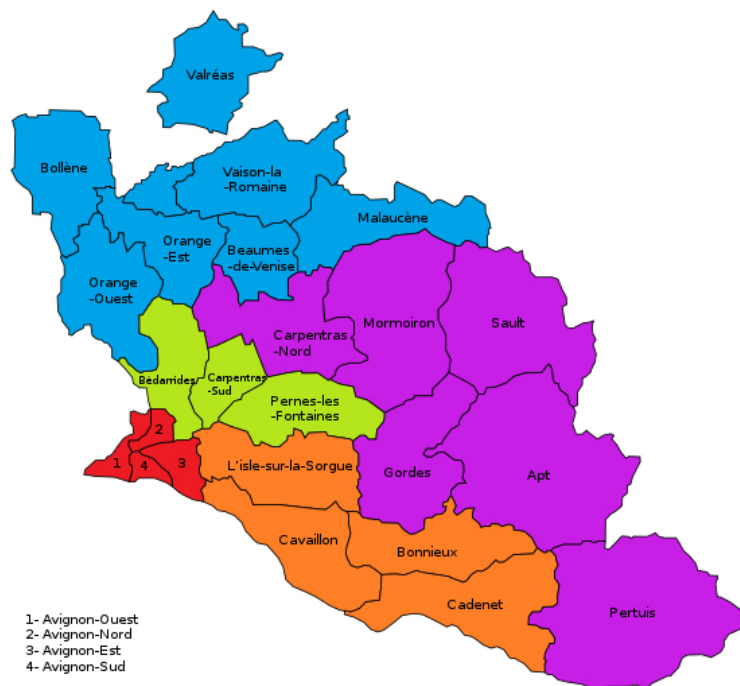 Valréas
Bollène
Vaison-la
-Romaine
Malaucène
Orange
-Est
Beaumes
-de-Venise
Orange
-Ouest
Carpentras
-Nord
Mormoiron
Sault
Bédarrides
Carpentras
-Sud
Pernes-les
-Fontaines
2
1
4
3
L'isle-sur-la-Sorgue
Gordes
Apt
Cavaillon
Bonnieux
Cadenet
Pertuis
1- Avignon-Ouest
2- Avignon-Nord
3- Avignon-Est
4- Avignon-Sud